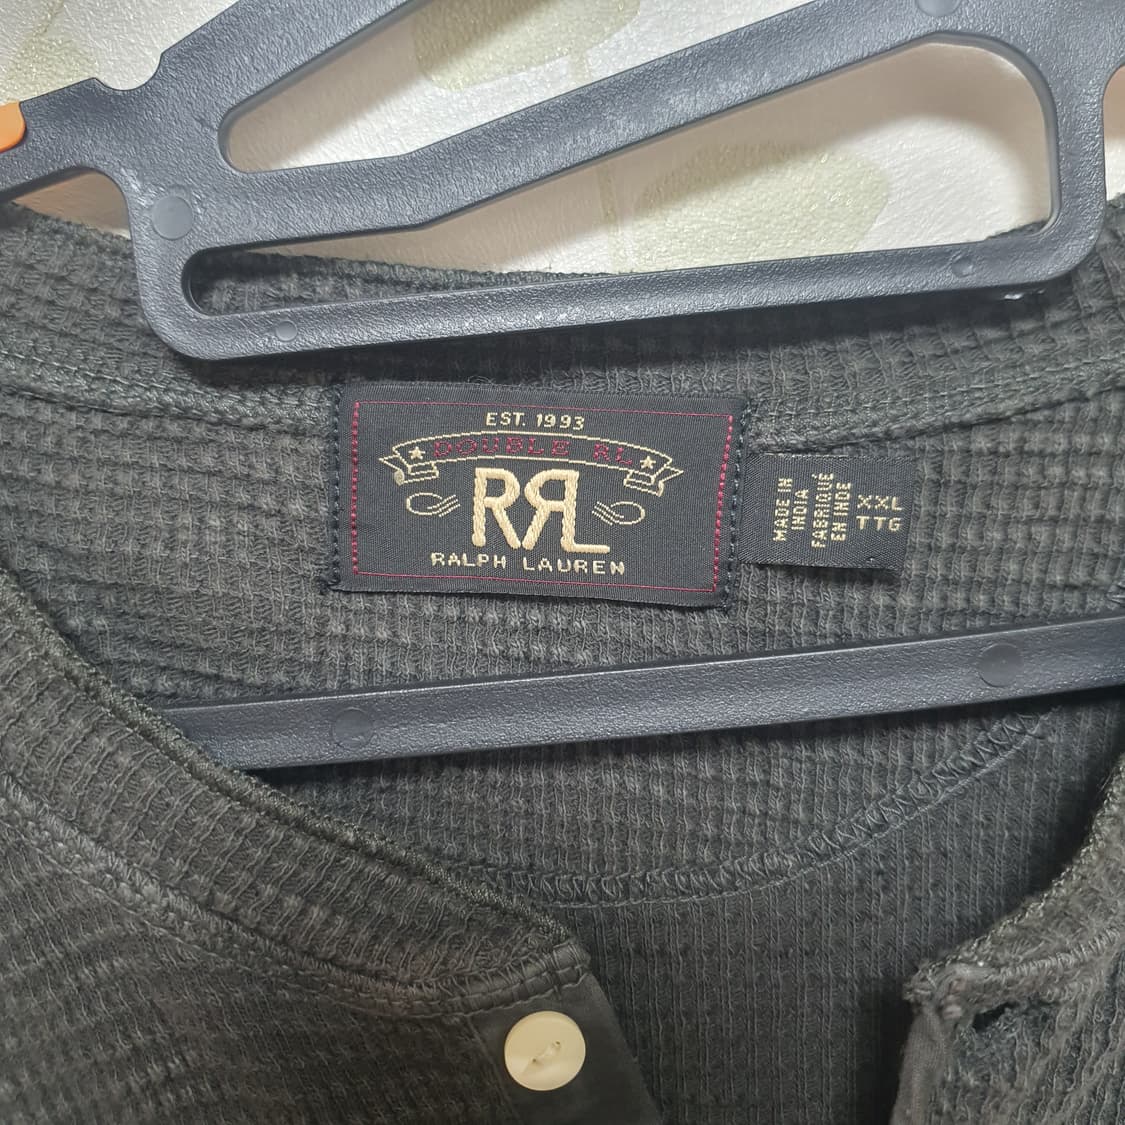 EST. 1993
DOUBLE RL
RRL
RALPH LAUREN
MADE IN
INDIA
FABRIQUÉ
EN INDE
XXL
TTG